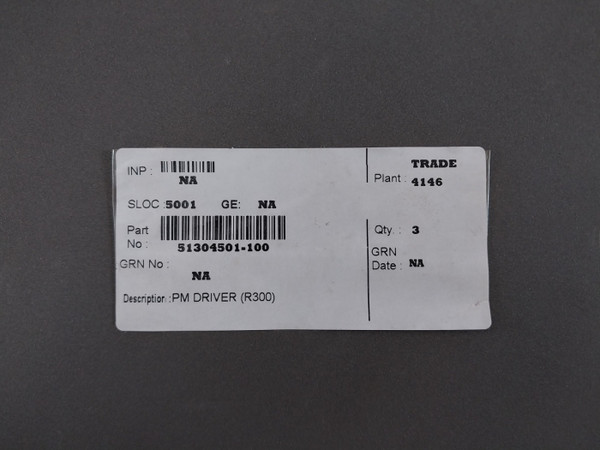 INP : TRADE
NA Plant : 4146
SLOC :5001 GE: NA
Part No : 51304501-100 Qty. : 3
GRN No : NA GRN Date : NA
Description :PM DRIVER (R300)